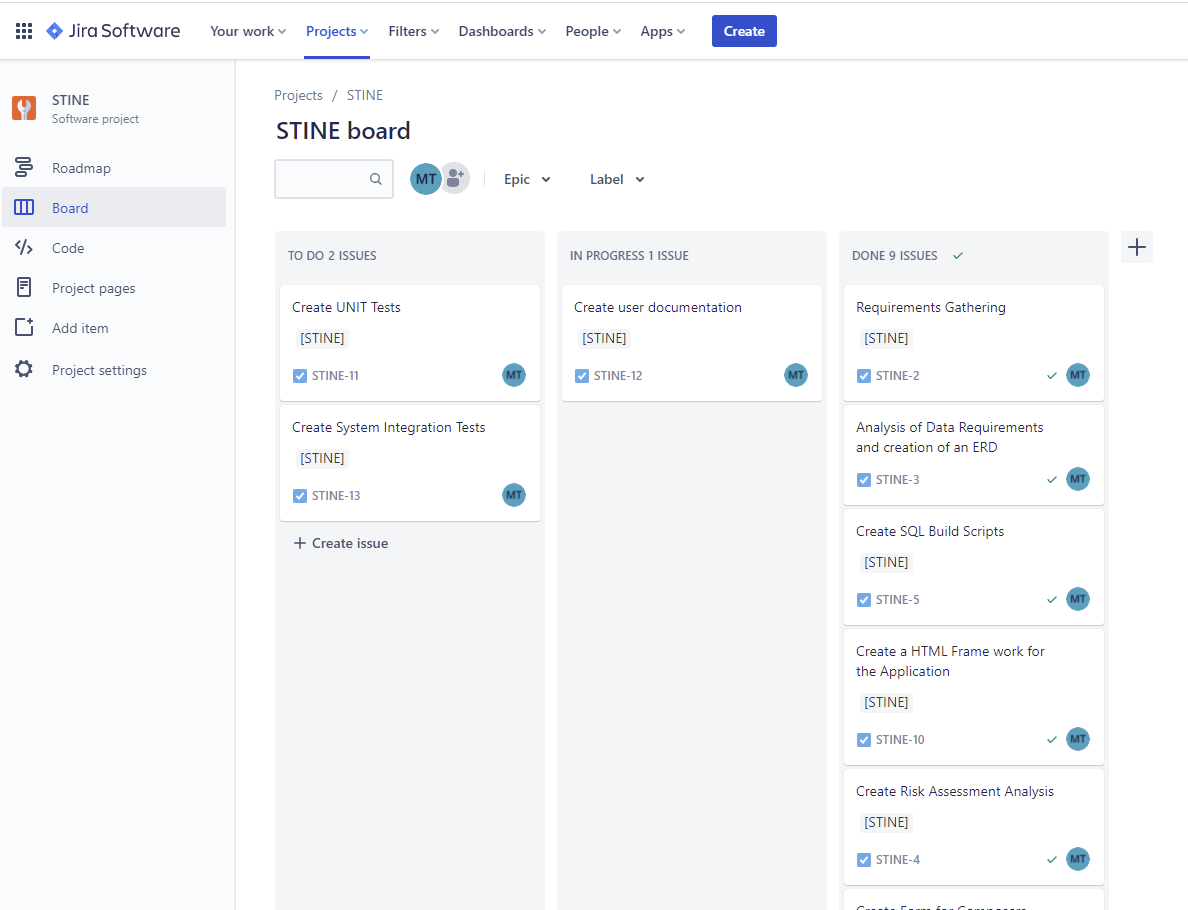 Jira Software
Your work
Projects
Filters
Dashboards
People
Apps
Create
STINE
Software project
Roadmap
Board
Code
Project pages
Add item
Project settings
Projects / STINE
STINE board
MT
Epic
Label
TO DO 2 ISSUES
Create UNIT Tests
[STINE]
STINE-11
MT
Create System Integration Tests
[STINE]
STINE-13
MT
+ Create issue
IN PROGRESS 1 ISSUE
Create user documentation
[STINE]
STINE-12
MT
DONE 9 ISSUES
Requirements Gathering
[STINE]
STINE-2
MT
Analysis of Data Requirements
and creation of an ERD
STINE-3
MT
Create SQL Build Scripts
[STINE]
STINE-5
MT
Create a HTML Frame work for
the Application
[STINE]
STINE-10
MT
Create Risk Assessment Analysis
[STINE]
STINE-4
MT
Create Form for Composers